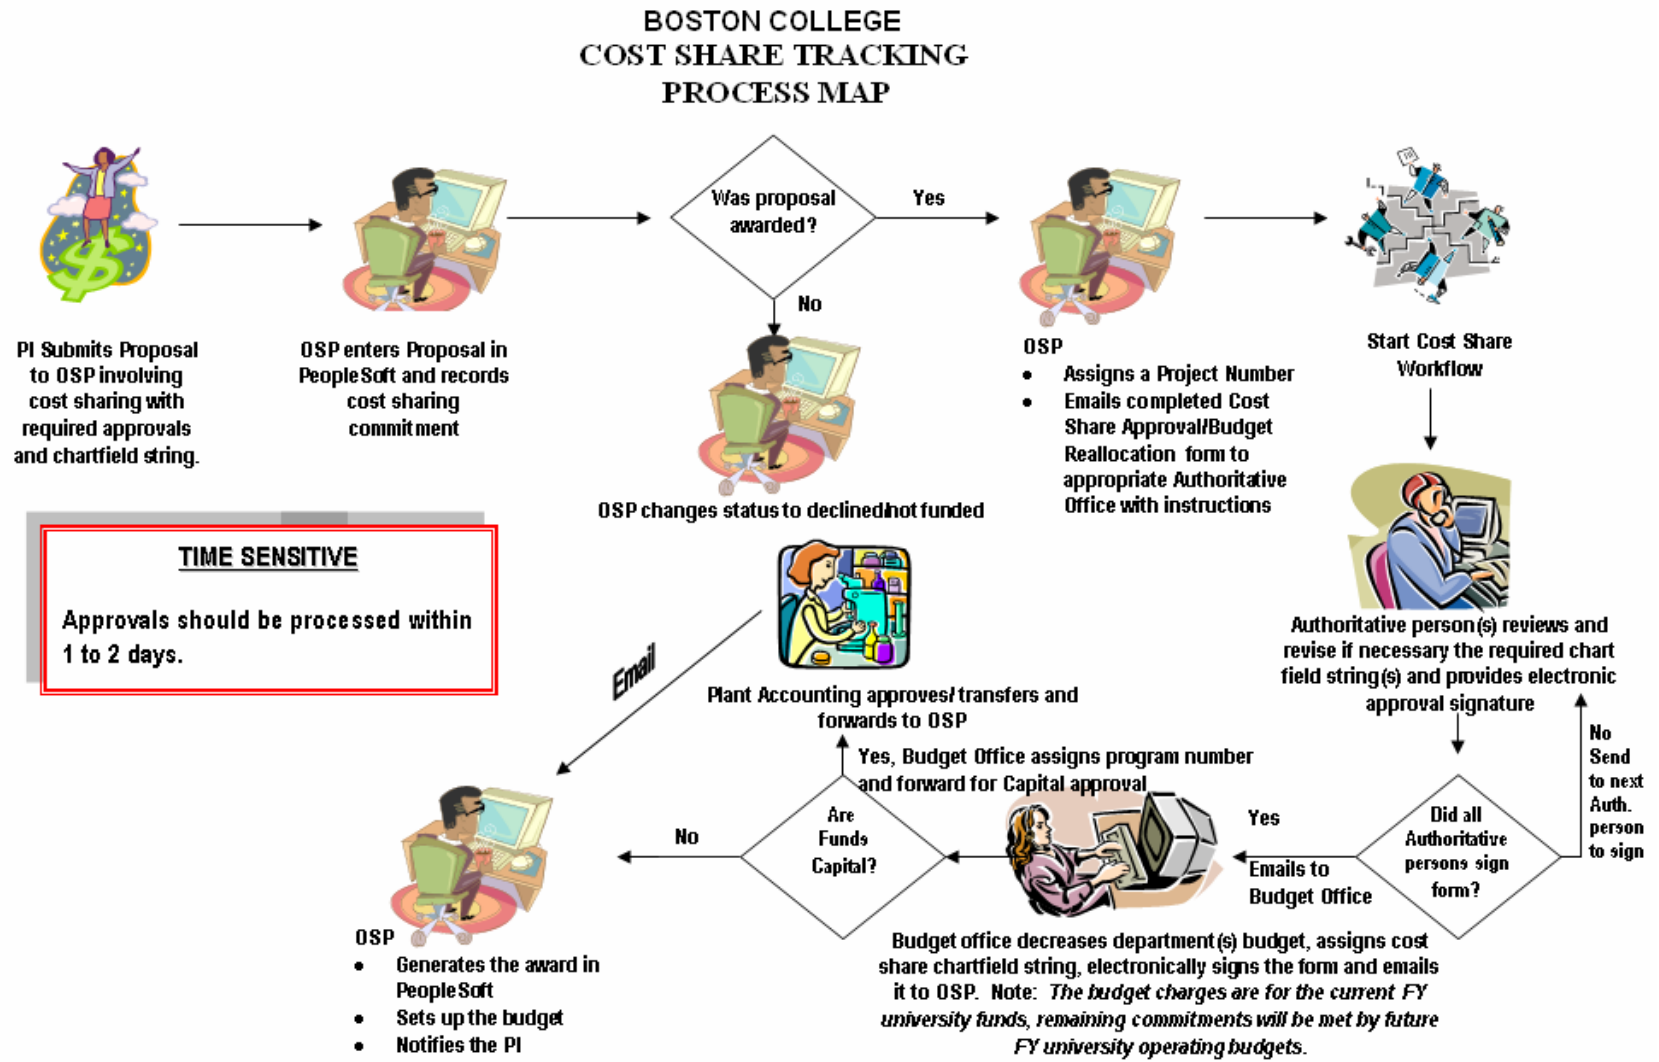 BOSTON COLLEGE
COST SHARE TRACKING
PROCESS MAP
PI Submits Proposal
to OSP involving
cost sharing with
required approvals
and chartfield string.
OSP enters Proposal in
PeopleSoft and records
cost sharing
commitment
Was proposal
awarded?
Yes
No
OSP changes status to declined/not funded
OSP
• Assigns a Project Number
• Emails completed Cost
Share Approval/Budget
Reallocation form to
appropriate Authoritative
Office with instructions
Start Cost Share
Workflow
TIME SENSITIVE
Approvals should be processed within
1 to 2 days.
Authoritative person(s) reviews and
revise if necessary the required chart
field string(s) and provides electronic
approval signature
No
Send
to next
Auth.
person
to sign
Did all
Authoritative
persons sign
form?
Yes
Emails to
Budget Office
Budget office decreases department(s) budget, assigns cost
share chartfield string, electronically signs the form and emails
it to OSP. Note: The budget charges are for the current FY
university funds, remaining commitments will be met by future
FY university operating budgets.
Are
Funds
Capital?
Yes, Budget Office assigns program number
and forward for Capital approval
Plant Accounting approves/ transfers and
forwards to OSP
Email
No
OSP
• Generates the award in
PeopleSoft
• Sets up the budget
• Notifies the PI